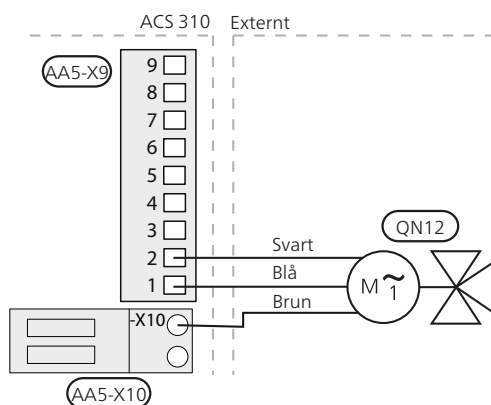 ACS 310 Externt
AA5-X9
9
8
7
6
5
4
3
2
1
Svart
Blå
Brun
QN12
M ~ 1
-X10
AA5-X10